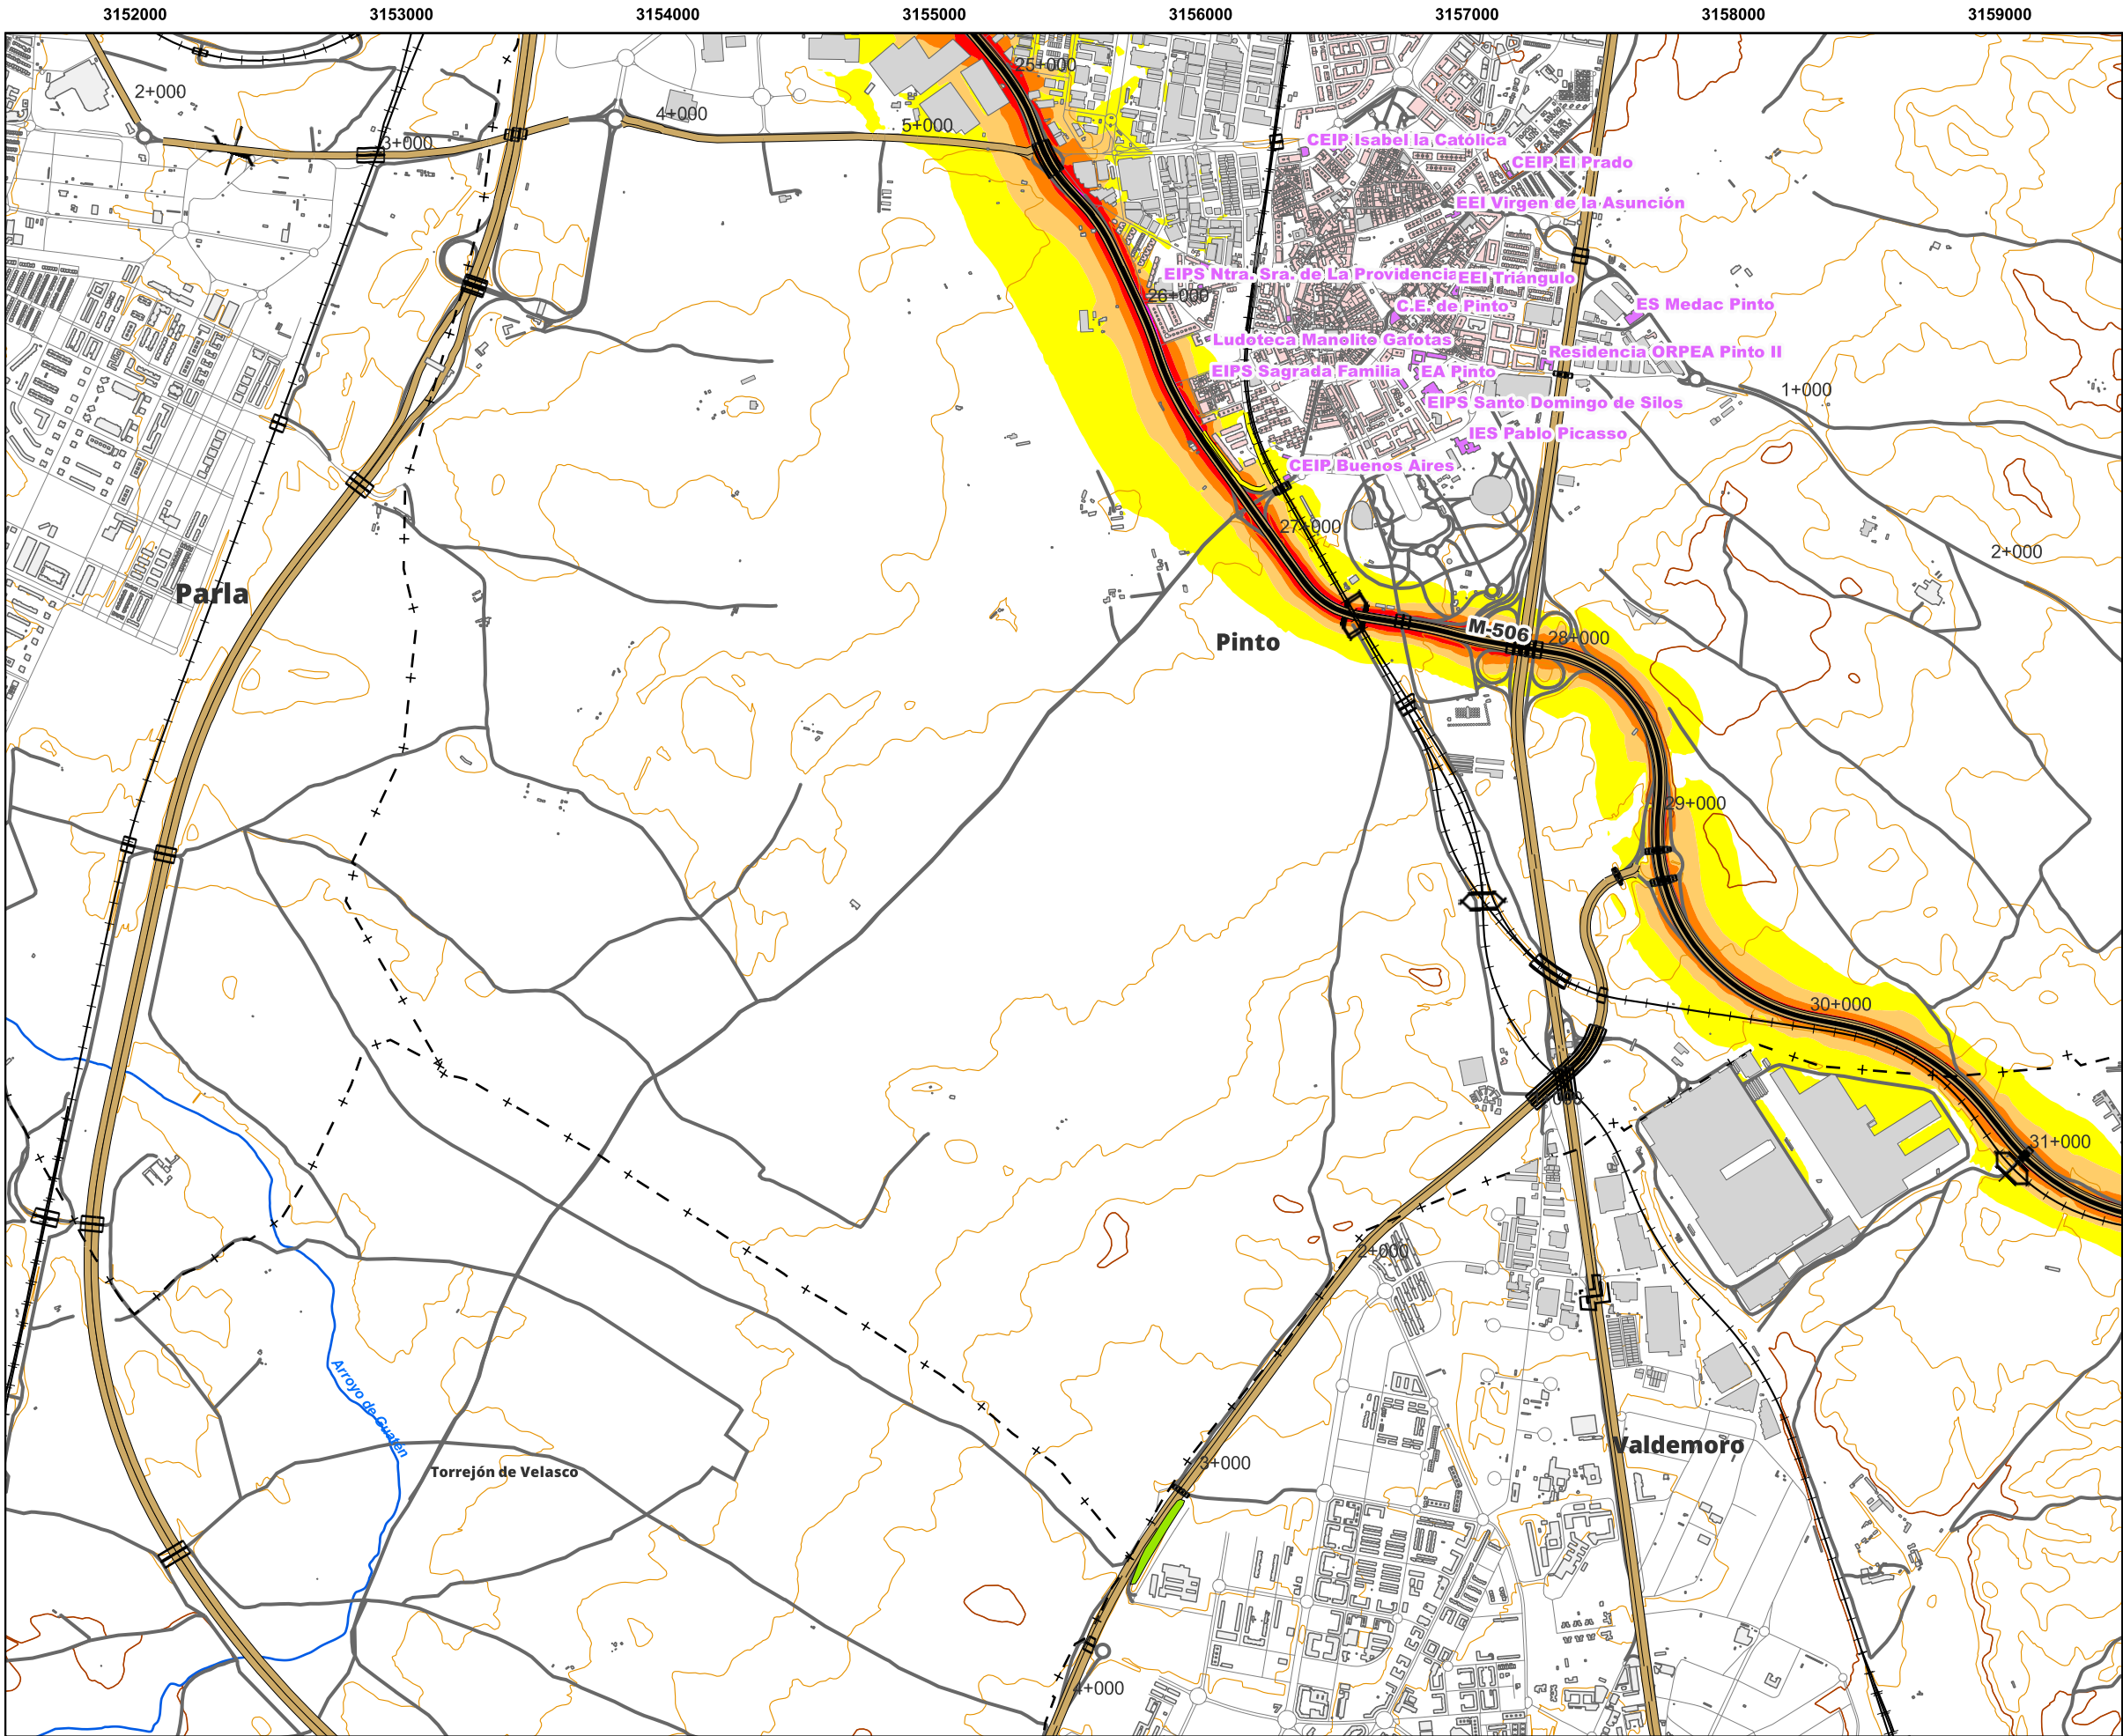 3152000 3153000 3154000 3155000 3156000 3157000 3158000 3159000
25+000
2+000
4+000
5+000
3+000
CEIP Isabel la Católica
CEIP El Prado
EEI Virgen de la Asunción
EIPS Ntra. Sra. de La Providencia
EEI Triángulo
26+000
C.E. de Pinto
ES Medac Pinto
Ludoteca Manolito Gafotas
Residencia ORPEA Pinto II
EIPS Sagrada Familia
EA Pinto
1+000
EIPS Santo Domingo de Silos
IES Pablo Picasso
CEIP Buenos Aires
27+000
2+000
Parla
M-506
28+000
Pinto
29+000
30+000
31+000
2+000
Arroyo de Guatén
Valdemoro
3+000
Torrejón de Velasco
4+000